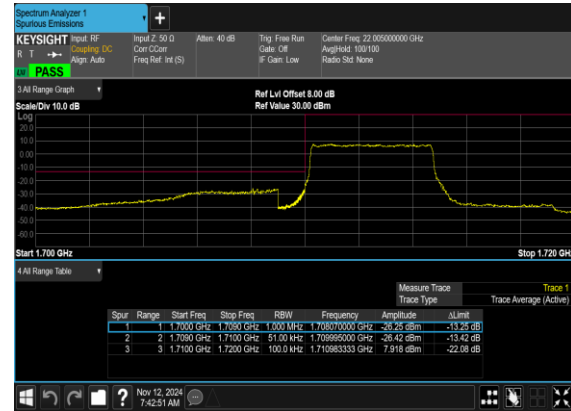 Spectrum Analyzer 1
Spurious Emissions
+
KEYSIGHT Input: RF Input Z: 50 Ω Atten: 40 dB Trig: Free Run Center Freq: 22.005000000 GHz
R T Coupling: DC Corr CCorr Gate: Off Avg|Hold: 100/100
Align: Auto Freq Ref: Int (S) IF Gain: Low Radio Std: None
LV PASS
3 All Range Graph
Ref Lvl Offset 8.00 dB
Scale/Div 10.0 dB Ref Value 30.00 dBm
Log
20.0
10.0
0.00
-10.0
-20.0
-30.0
-40.0
-50.0
-60.0
Start 1.700 GHz Stop 1.720 GH
4 All Range Table
Measure Trace Trace 1
Trace Type Trace Average (Active)
Spur Range Start Freq Stop Freq RBW Frequency Amplitude ΔLimit
1 1 1.7000 GHz 1.7090 GHz 1.000 MHz 1.708070000 GHz -26.25 dBm -13.25 dB
2 2 1.7090 GHz 1.7100 GHz 51.00 kHz 1.709995000 GHz -26.42 dBm -13.42 dB
3 3 1.7100 GHz 1.7200 GHz 100.0 kHz 1.710983333 GHz 7.918 dBm -22.08 dB
?
Nov 12, 2024
7:42:51 AM